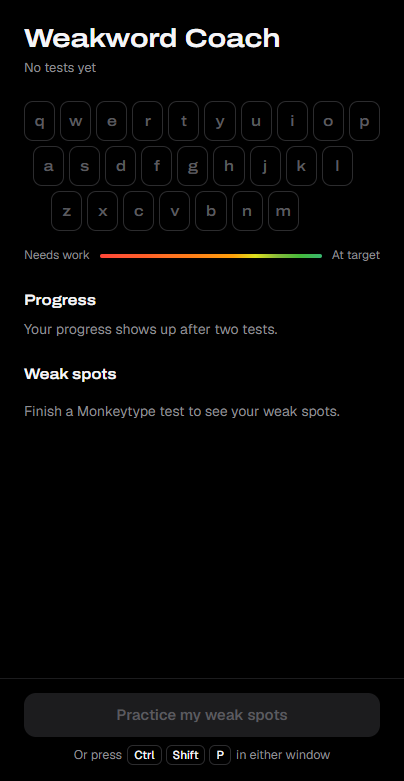 Weakword Coach
No tests yet
q w e r t y u i o p
a s d f g h j k l
z x c v b n m
Needs work At target
Progress
Your progress shows up after two tests.
Weak spots
Finish a Monkeytype test to see your weak spots.
Practice my weak spots
Or press Ctrl Shift P in either window